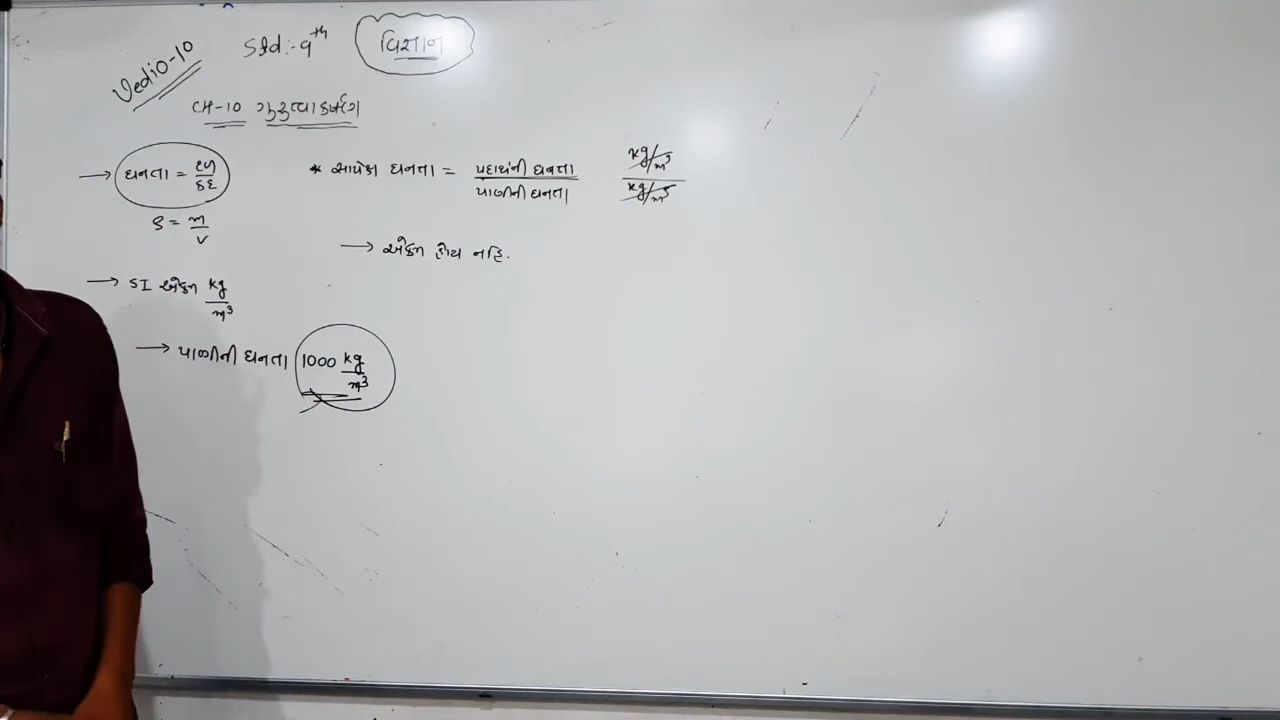 Vedio-10
Std:-9th
વિજ્ઞાન
CH-10 ગુરુત્વાકર્ષણ
→ ઘનતા = દળ/કદ
ρ = m/v
→ SI એકમ kg/m³
→ પાણીની ઘનતા 1000 kg/m³
* સાપેક્ષ ઘનતા = પદાર્થની ઘનતા/પાણીની ઘનતા kg/m³/kg/m³
→ એકમ હોય નહિ.